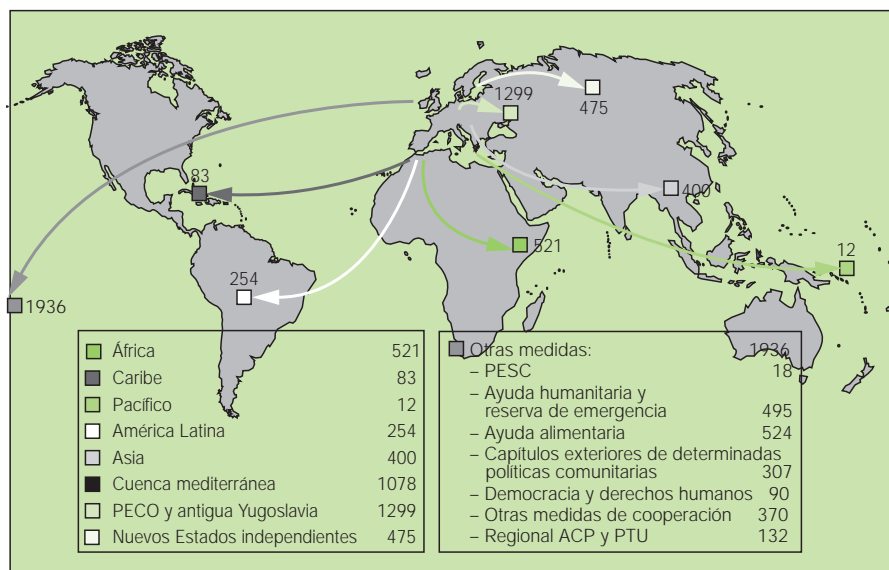 1299
475
83
400
521
12
254
1936
África 521
Caribe 83
Pacífico 12
América Latina 254
Asia 400
Cuenca mediterránea 1078
PECO y antigua Yugoslavia 1299
Nuevos Estados independientes 475
Otras medidas: 1936
– PESC 18
– Ayuda humanitaria y
reserva de emergencia 495
– Ayuda alimentaria 524
– Capítulos exteriores de determinadas
políticas comunitarias 307
– Democracia y derechos humanos 90
– Otras medidas de cooperación 370
– Regional ACP y PTU 132